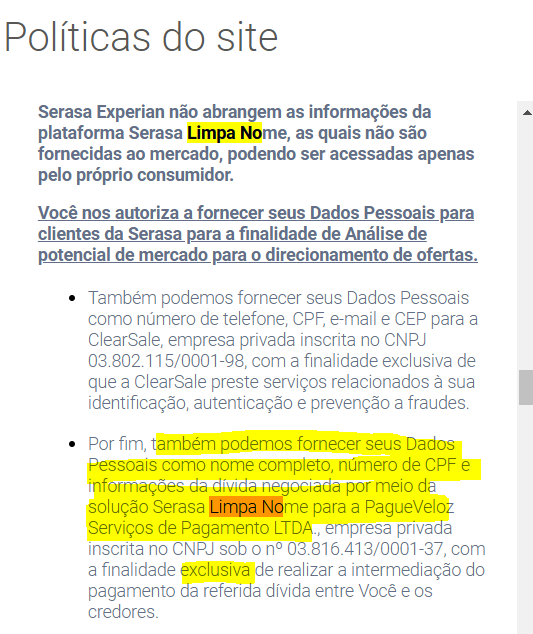 Políticas do site
Serasa Experian não abrangem as informações da
plataforma Serasa Limpa Nome, as quais não são
fornecidas ao mercado, podendo ser acessadas apenas
pelo próprio consumidor.
Você nos autoriza a fornecer seus Dados Pessoais para
clientes da Serasa para a finalidade de Análise de
potencial de mercado para o direcionamento de ofertas.
Também podemos fornecer seus Dados Pessoais
como número de telefone, CPF, e-mail e CEP para a
ClearSale, empresa privada inscrita no CNPJ
03.802.115/0001-98, com a finalidade exclusiva de
que a ClearSale preste serviços relacionados à sua
identificação, autenticação e prevenção a fraudes.
Por fim, também podemos fornecer seus Dados
Pessoais como nome completo, número de CPF e
informações da dívida negociada por meio da
solução Serasa Limpa Nome para a PagueVeloz
Serviços de Pagamento LTDA., empresa privada
inscrita no CNPJ sob o nº 03.816.413/0001-37, com
a finalidade exclusiva de realizar a intermediação do
pagamento da referida dívida entre Você e os
credores.